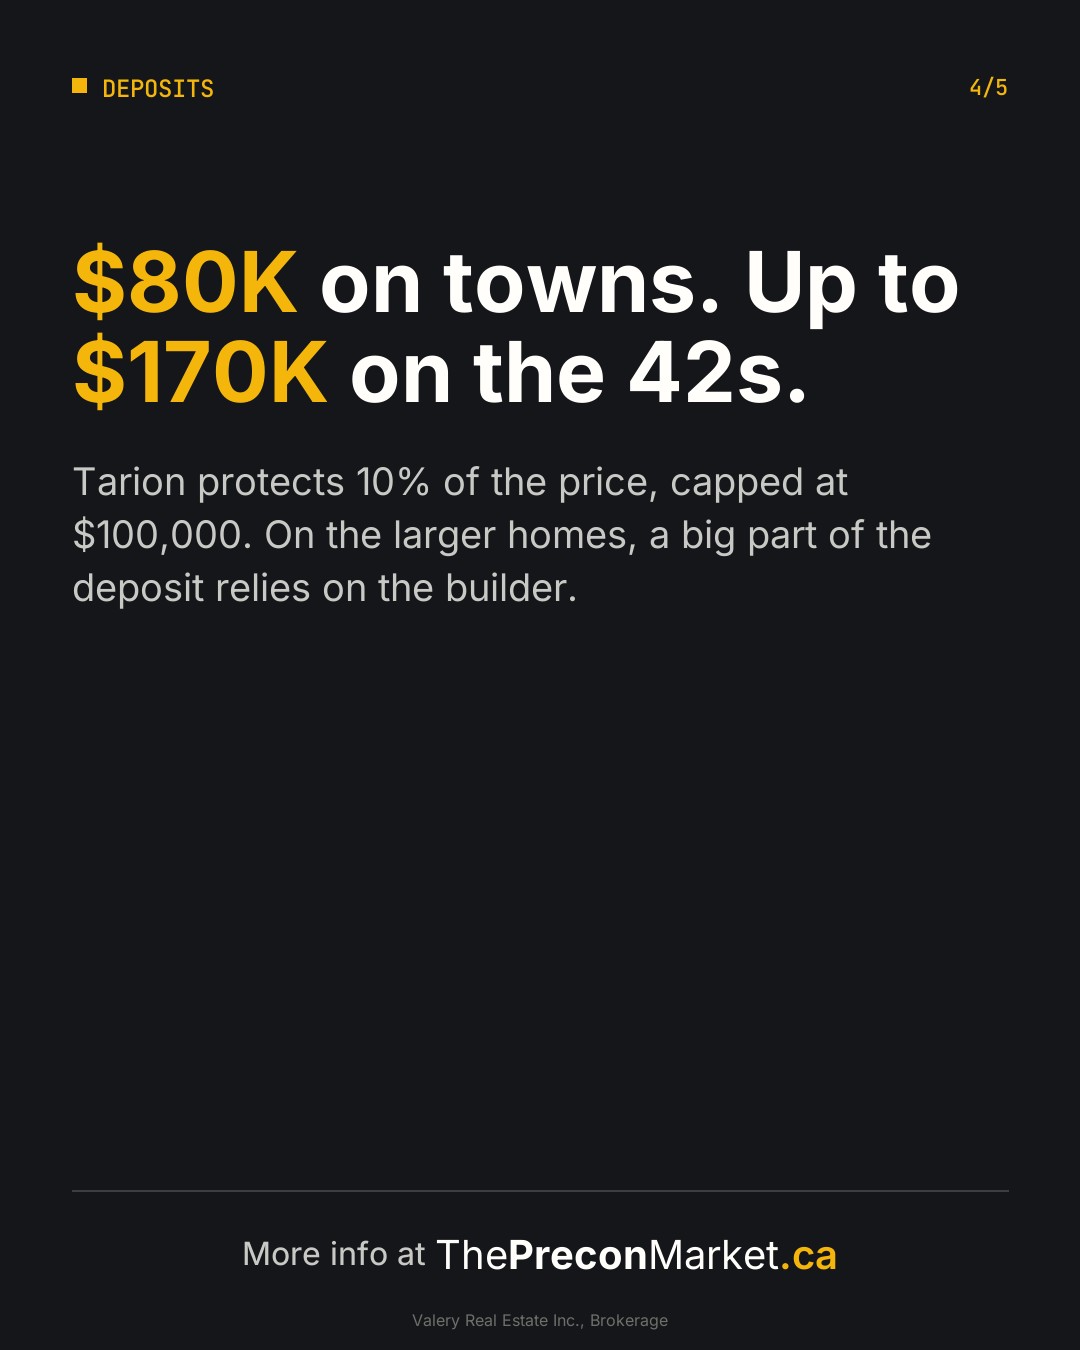 DEPOSITS
4/5
$80K on towns. Up to
$170K on the 42s.
Tarion protects 10% of the price, capped at
$100,000. On the larger homes, a big part of the
deposit relies on the builder.
More info at ThePreconMarket.ca
Valery Real Estate Inc., Brokerage